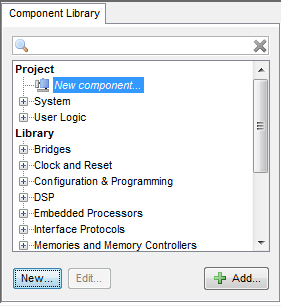 Component Library
Project
New component...
System
User Logic
Library
Bridges
Clock and Reset
Configuration & Programming
DSP
Embedded Processors
Interface Protocols
Memories and Memory Controllers
New... Edit... Add...